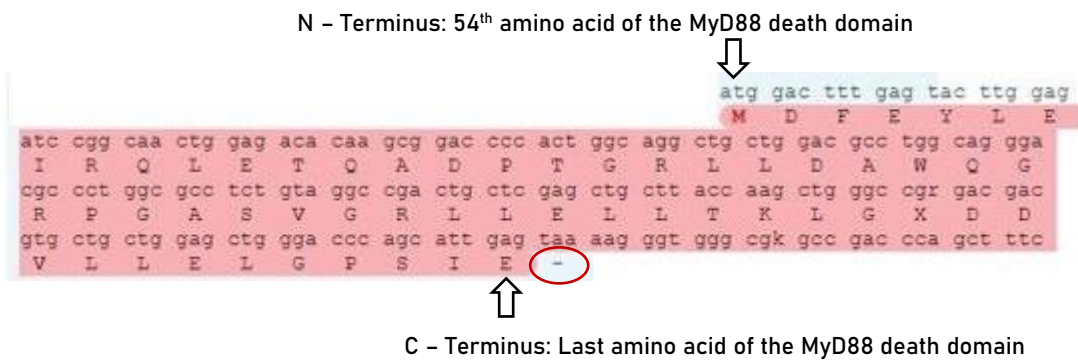 N – Terminus: 54th amino acid of the MyD88 death domain
atg gac ttt gag tac ttg gag
M D F E Y L E
atc cgg caa ctg gag aca caa gcg gac ccc act ggc agg ctg ctg gac gcc tgg cag gga
I R Q L E T Q A D P T G R L L D A W Q G
cgc cct ggc gcc tct gta ggc cga ctg ctc gag ctg ctt acc aag ctg ggc cgr gac gac
R P G A S V G R L L E L L T K L G X D D
gtg ctg ctg gag ctg gga ccc agc att gag taa aag ggt ggg cgk gcc gac cca gct ttc
V L L E L G P S I E –
C – Terminus: Last amino acid of the MyD88 death domain